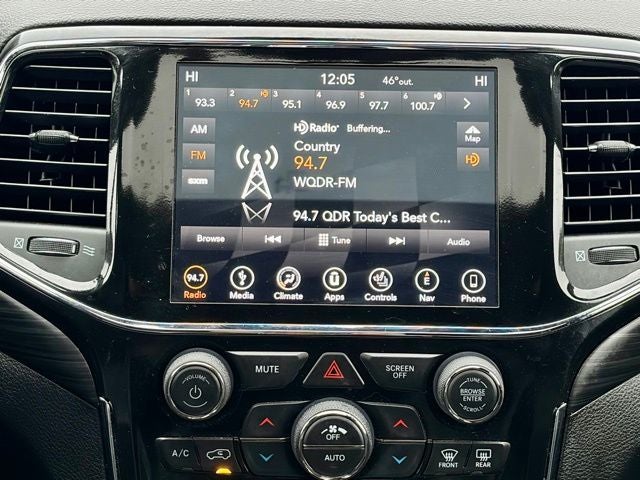 HI 12:05 46°out. HI
1 93.3 2 HD 94.7 3 95.1 4 96.9 5 97.7 6 100.7
AM HD Radio Buffering... Map
Country
FM 94.7 HD
sxm WQDR-FM
94.7 QDR Today's Best C...
Browse Tune Audio
94.7 E
Radio Media Climate Apps Controls Nav Phone
VOLUME MUTE SCREEN OFF TUNE
BROWSE
ENTER
SCROLL
OFF
A/C AUTO FRONT REAR